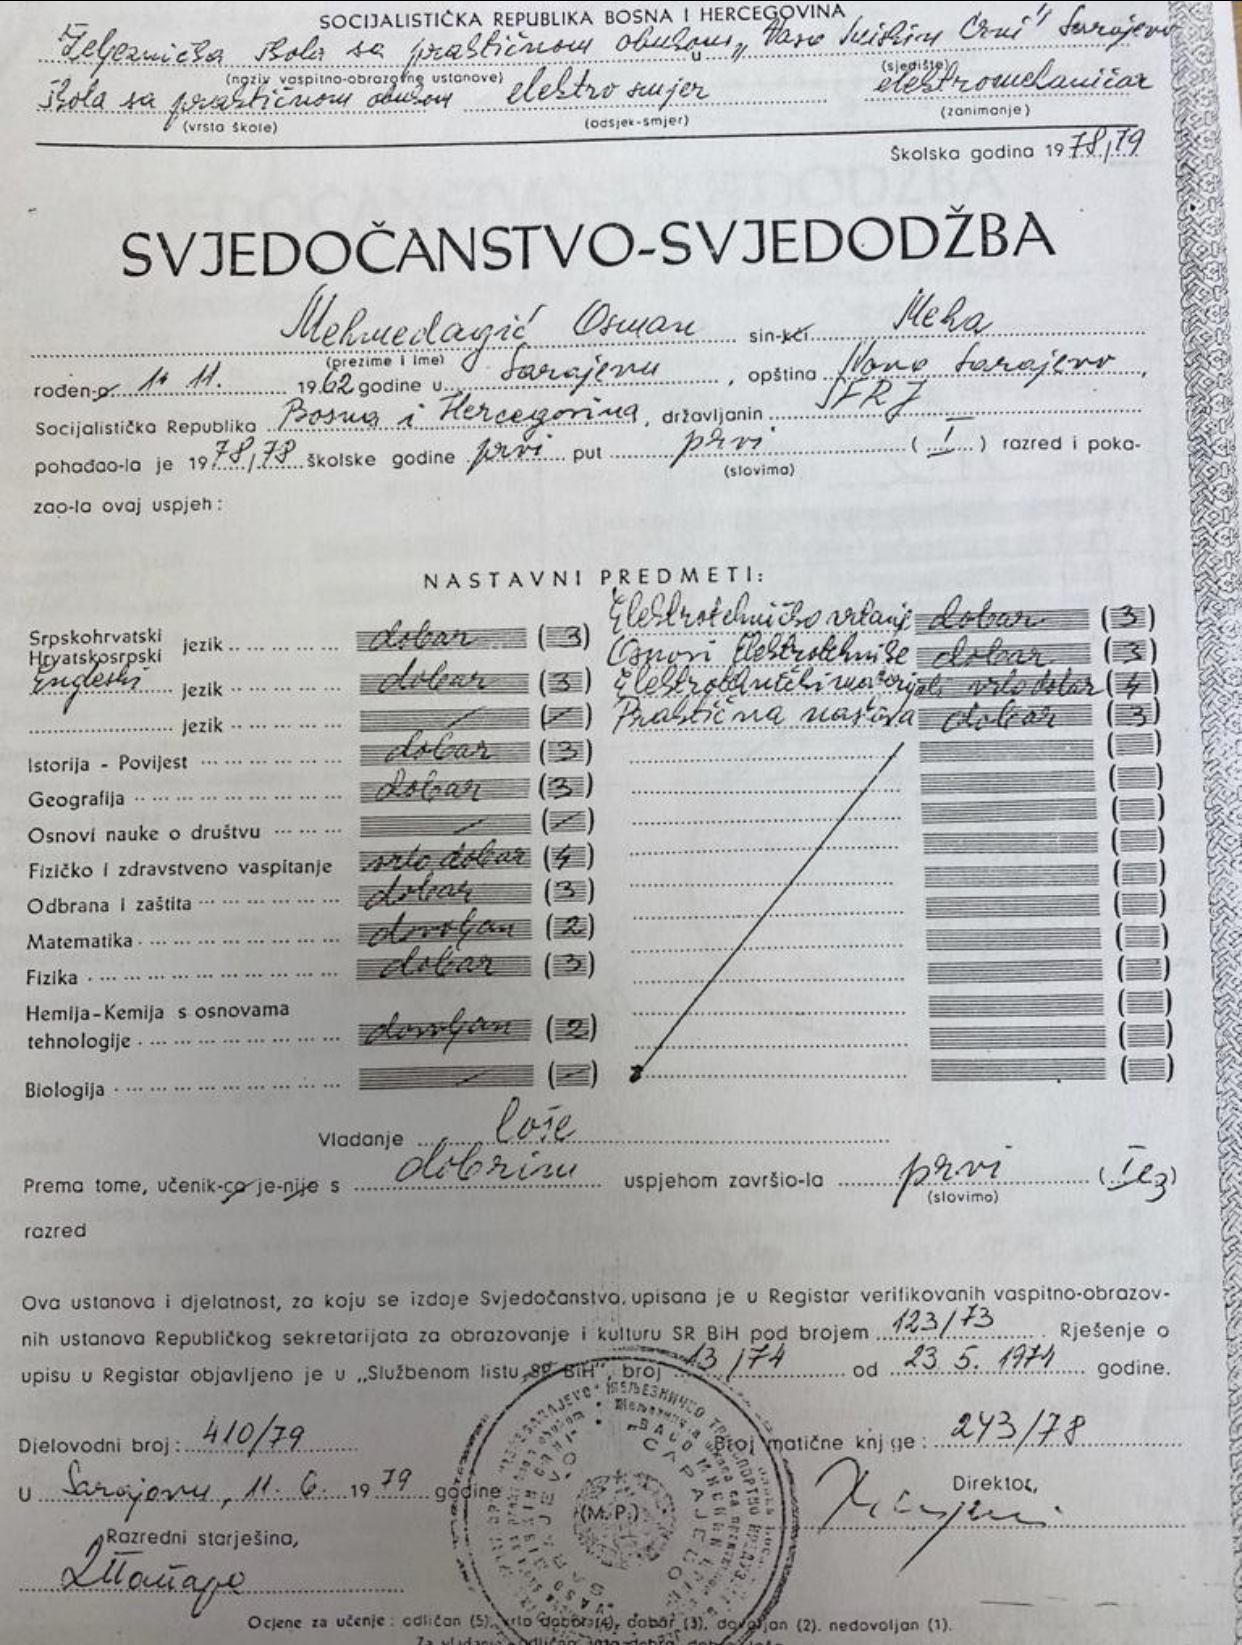 SOCIJALISTIČKA REPUBLIKA BOSNA I HERCEGOVINA
Željeznička škola sa praktičnom obukom „Vaso Miskin Crni" u Sarajevo
(naziv vaspitno-obrazovne ustanove) (sjedište)
Škola sa praktičnom obukom elektro smjer elektromehaničar
(vrsta škole) (odsjek-smjer) (zanimanje)
Školska godina 1978/79
SVJEDOČANSTVO-SVJEDODŽBA
Mehmedagić Osman sin-kći Meha
(prezime i ime)
rođen-a 1. 11. 1962 godine u Sarajevu, opština Novo Sarajevo,
Socijalistička Republika Bosna i Hercegovina, državljanin SFRJ
pohađao-la je 1978/78 školske godine prvi put prvi (I) razred i poka-
(slovima)
zao-la ovaj uspjeh:
NASTAVNI PREDMETI:
Srpskohrvatski
Hrvatskosrpski jezik dobar (3)
Engleski jezik dobar (3)
jezik / (/)
Istorija - Povijest dobar (3)
Geografija dobar (3)
Osnovi nauke o društvu / (/)
Fizičko i zdravstveno vaspitanje vrlo dobar (4)
Odbrana i zaštita dobar (3)
Matematika dovoljan (2)
Fizika dobar (3)
Hemija-Kemija s osnovama
tehnologije dovoljan (2)
Biologija / (/)
Elektrotehničko crtanje dobar (3)
Osnovi Elektrotehnike dobar (3)
Elektrotehnički materijali vrlo dobar (4)
Praktična nastava dobar (3)
Vladanje loše
Prema tome, učenik-ca je-nije s dobrim uspjehom završio-la prvi (I)
(slovima)
razred
Ova ustanova i djelatnost, za koju se izdaje Svjedočanstvo, upisana je u Registar verifikovanih vaspitno-obrazov-
nih ustanova Republičkog sekretarijata za obrazovanje i kulturu SR BiH pod brojem 123/73. Rješenje o
upisu u Registar objavljeno je u „Službenom listu SR BiH", broj 13/74 od 23. 5. 1974 godine.
Djelovodni broj: 410/79
Broj matične knjige: 243/78
U Sarajevu, 11. 6. 1979 godine
(M. P.)
Direktor,
Razredni starješina,
Ocjene za učenje: odličan (5), vrlo dobar (4), dobar (3), dovoljan (2), nedovoljan (1).